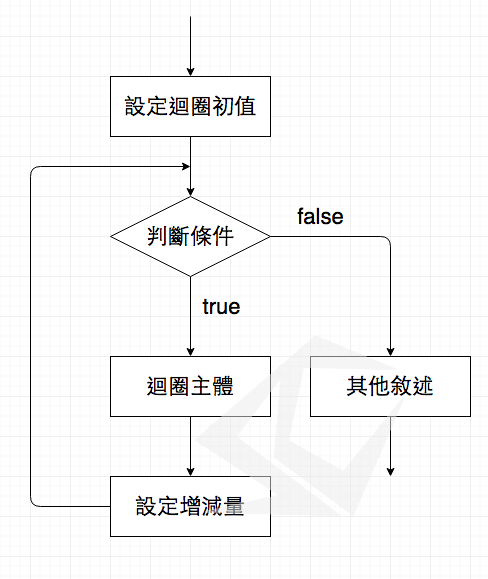 設定迴圈初值
判斷條件
false
true
迴圈主體
其他敘述
設定增減量